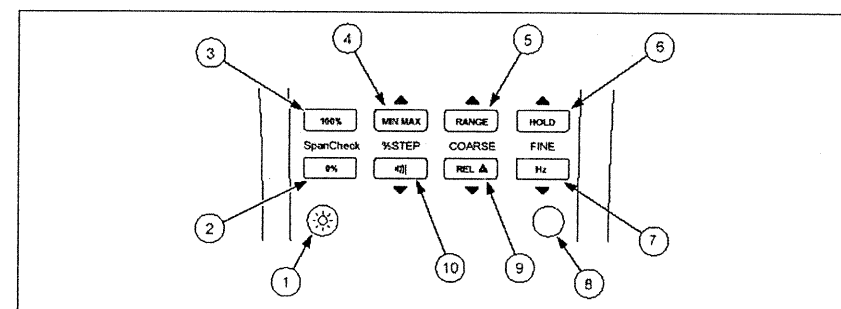 4 5
3 6
100% MIN MAX RANGE HOLD
SpanCheck %STEP COARSE FINE
0% REL Δ Hz
2 7
1 10 9 8